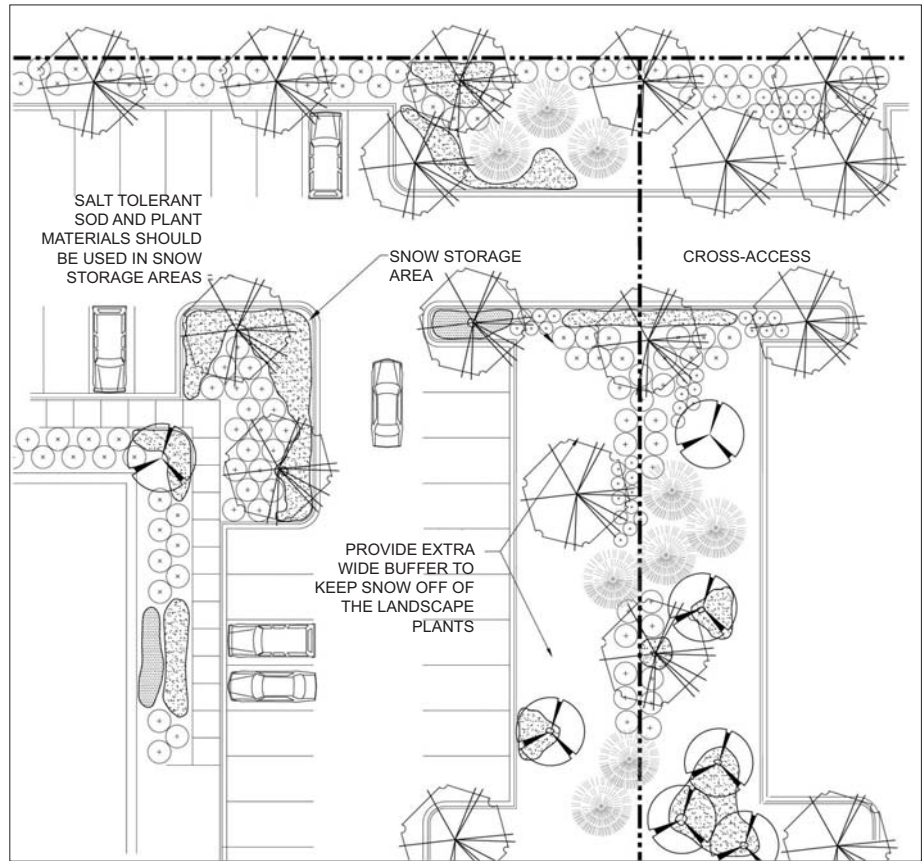 SALT TOLERANT
SOD AND PLANT
MATERIALS SHOULD
BE USED IN SNOW
STORAGE AREAS
SNOW STORAGE
AREA
CROSS-ACCESS
PROVIDE EXTRA
WIDE BUFFER TO
KEEP SNOW OFF OF
THE LANDSCAPE
PLANTS